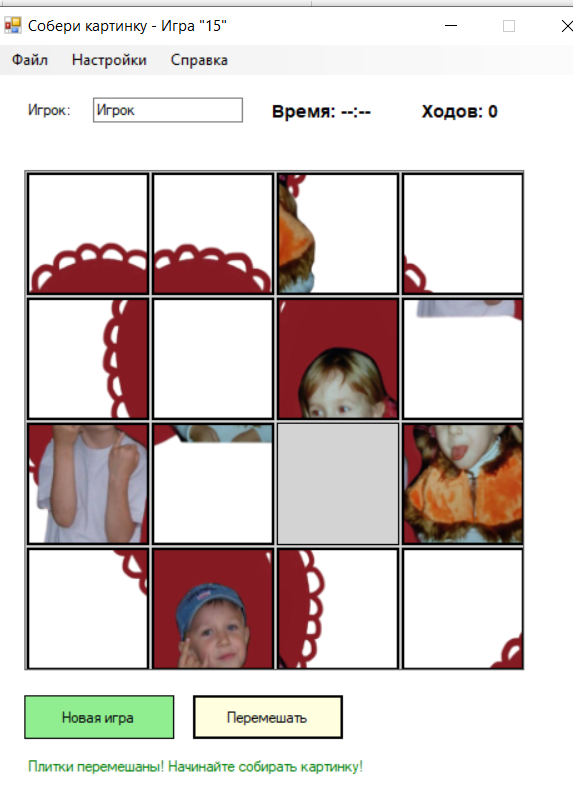 Собери картинку - Игра "15"
Файл Настройки Справка
Игрок: Игрок Время: --:-- Ходов: 0
Новая игра Перемешать
Плитки перемешаны! Начинайте собирать картинку!